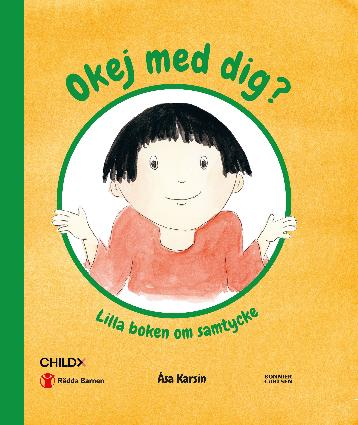 Okej med dig?
Lilla boken om samtycke
CHILDX
Rädda Barnen
Åsa Karsin
BONNIER
CARLSEN